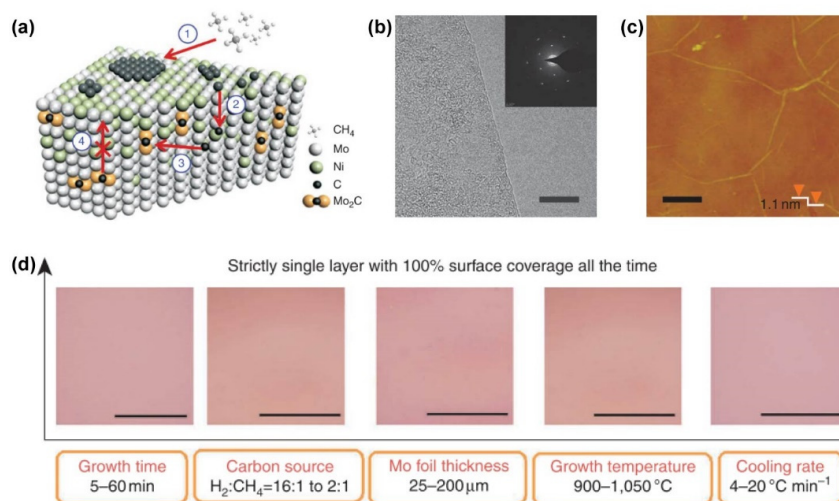 (a)
1
2
3
4
CH₄
Mo
Ni
C
Mo₂C
(b)
(c)
1.1 nm
(d)
Strictly single layer with 100% surface coverage all the time
Growth time
5–60 min
Carbon source
H₂:CH₄=16:1 to 2:1
Mo foil thickness
25–200 μm
Growth temperature
900–1,050 °C
Cooling rate
4–20 °C min⁻¹